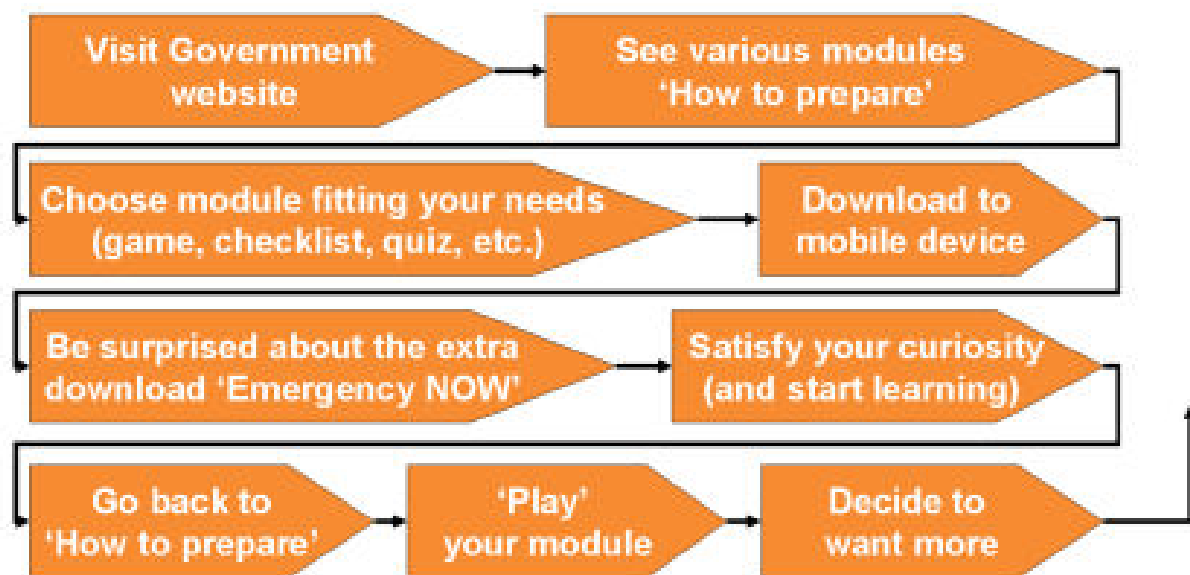 Visit Government
website
See various modules
‘How to prepare’
Choose module fitting your needs
(game, checklist, quiz, etc.)
Download to
mobile device
Be surprised about the extra
download ‘Emergency NOW’
Satisfy your curiosity
(and start learning)
Go back to
‘How to prepare’
‘Play’
your module
Decide to
want more